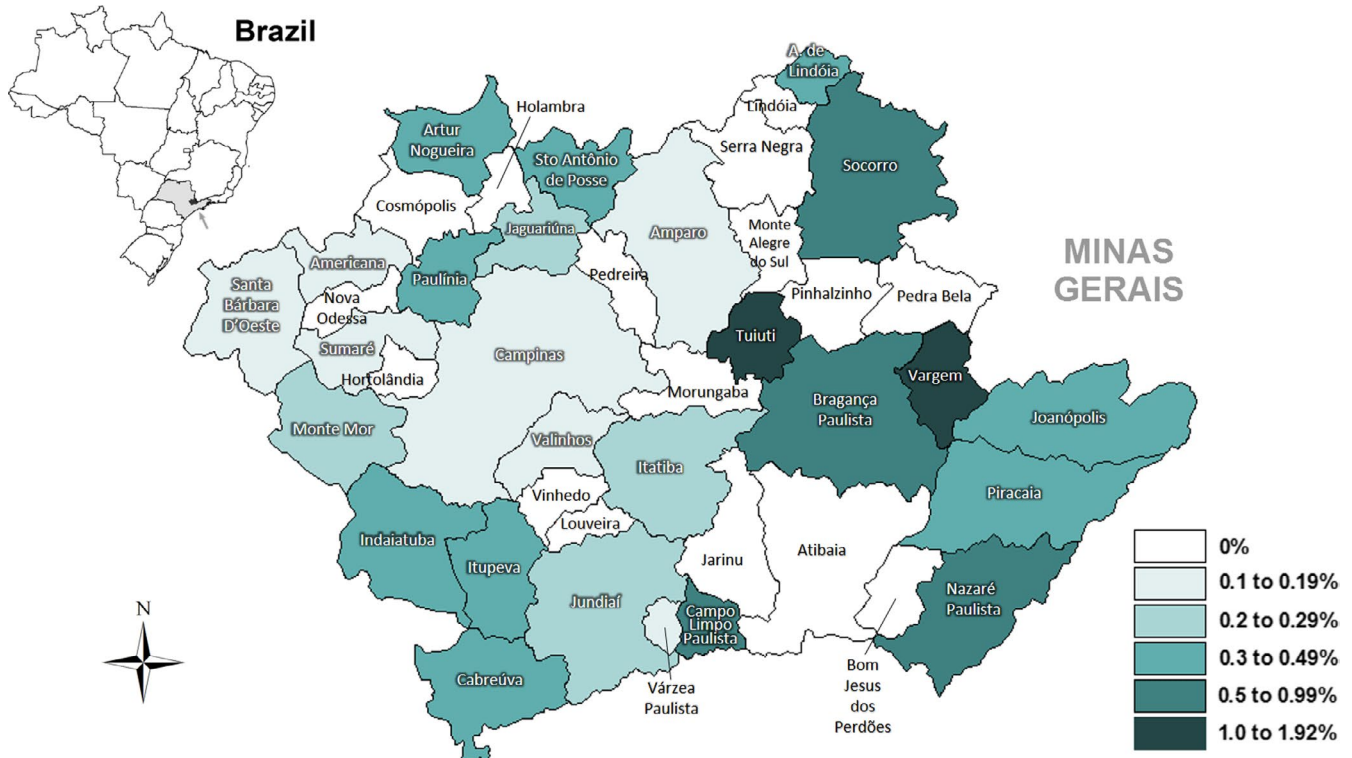 Brazil
A. de
Lindóia
Lindóia
Holambra
Artur
Nogueira
Serra Negra
Sto Antônio
de Posse
Socorro
Cosmópolis
Jaguariúna
Amparo
Monte
Alegre
do Sul
MINAS
GERAIS
Americana
Paulínia
Pedreira
Santa
Bárbara
D'Oeste
Nova
Odessa
Pinhalzinho
Pedra Bela
Tuiuti
Sumaré
Campinas
Hortolândia
Morungaba
Vargem
Bragança
Paulista
Joanópolis
Monte Mor
Valinhos
Itatiba
Piracaia
Vinhedo
Louveira
Indaiatuba
Itupeva
Jarinu
Atibaia
Jundiaí
Nazaré
Paulista
Campo
Limpo
Paulista
N
Cabreúva
Várzea
Paulista
Bom
Jesus
dos
Perdões
0%
0.1 to 0.19%
0.2 to 0.29%
0.3 to 0.49%
0.5 to 0.99%
1.0 to 1.92%